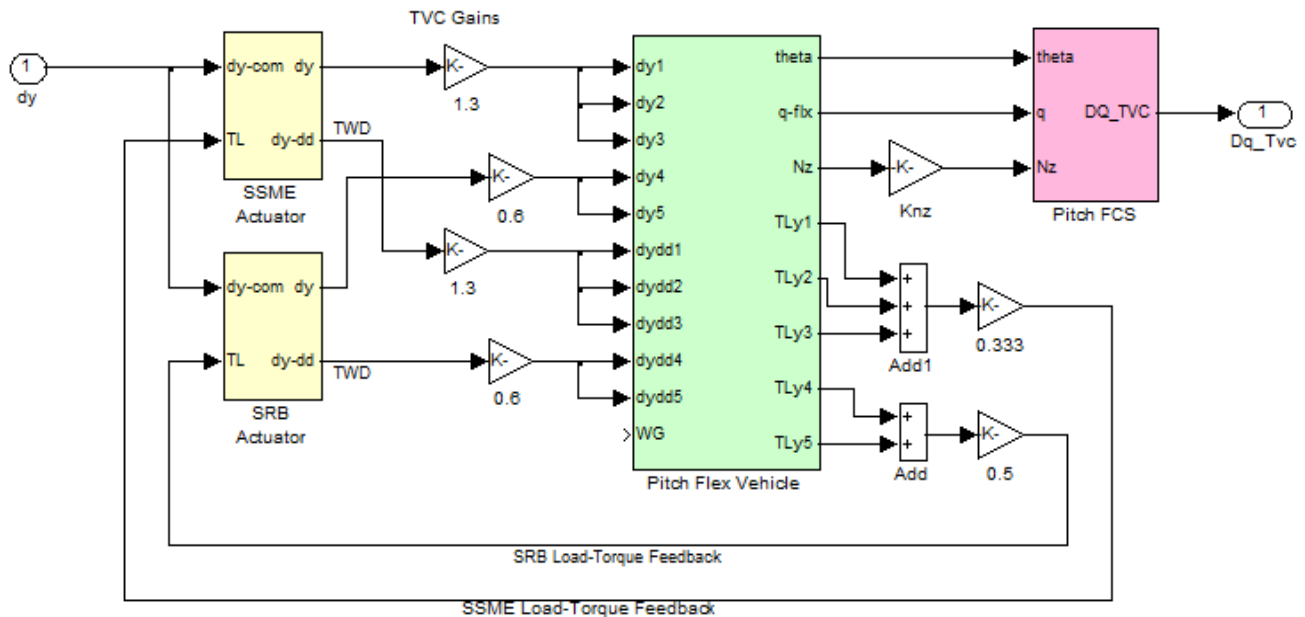 TVC Gains
1
dy
dy-com dy
TL dy-dd
SSME
Actuator
TWD
K-
1.3
K-
0.6
K-
1.3
K-
0.6
dy-com dy
TL dy-dd
SRB
Actuator
TWD
dy1
dy2
dy3
dy4
dy5
dydd1
dydd2
dydd3
dydd4
dydd5
WG
theta
q-flx
Nz
TLy1
TLy2
TLy3
TLy4
TLy5
Pitch Flex Vehicle
K-
Knz
theta
q
Nz
DQ_TVC
Pitch FCS
1
Dq_Tvc
+
+
+
Add1
K-
0.333
+
+
Add
K-
0.5
SRB Load-Torque Feedback
SSME Load-Torque Feedback